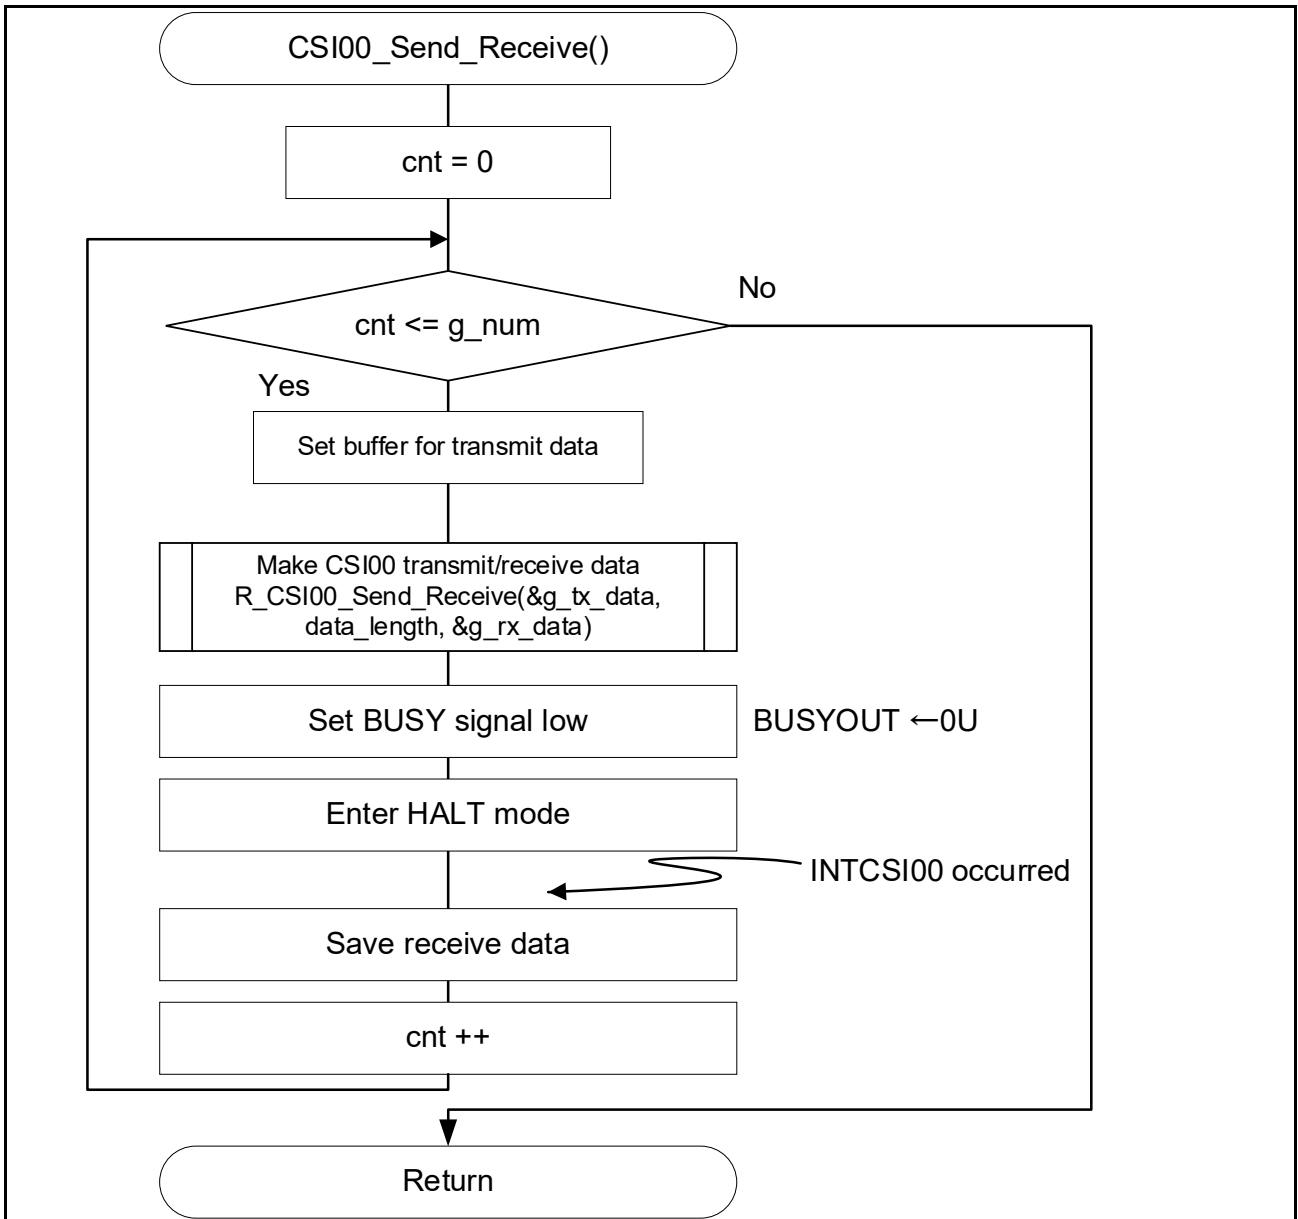 CSI00_Send_Receive()
cnt = 0
cnt <= g_num
No
Yes
Set buffer for transmit data
Make CSI00 transmit/receive data
R_CSI00_Send_Receive(&g_tx_data,
data_length, &g_rx_data)
Set BUSY signal low
BUSYOUT ←0U
Enter HALT mode
INTCSI00 occurred
Save receive data
cnt ++
Return